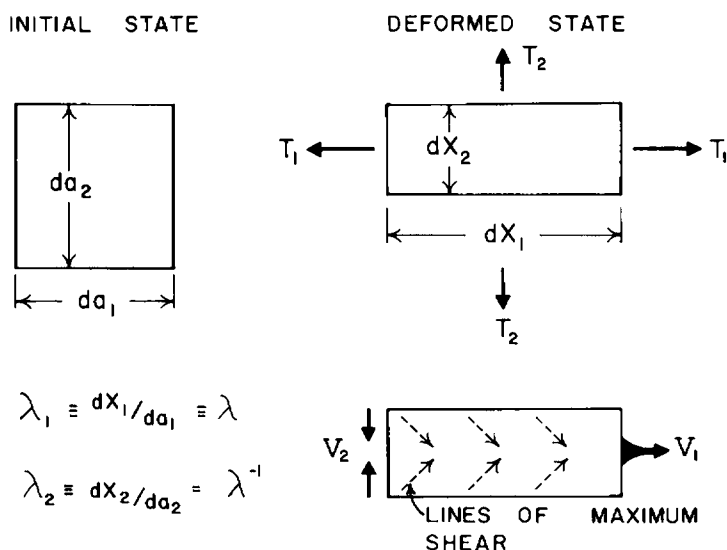 INITIAL STATE
DEFORMED STATE
T₂
da₂
T₁
dX₂
T₁
dX₁
da₁
T₂
λ₁ ≡ dX₁/da₁ ≡ λ
V₂
V₁
λ₂ ≡ dX₂/da₂ = λ⁻¹
LINES OF MAXIMUM
SHEAR